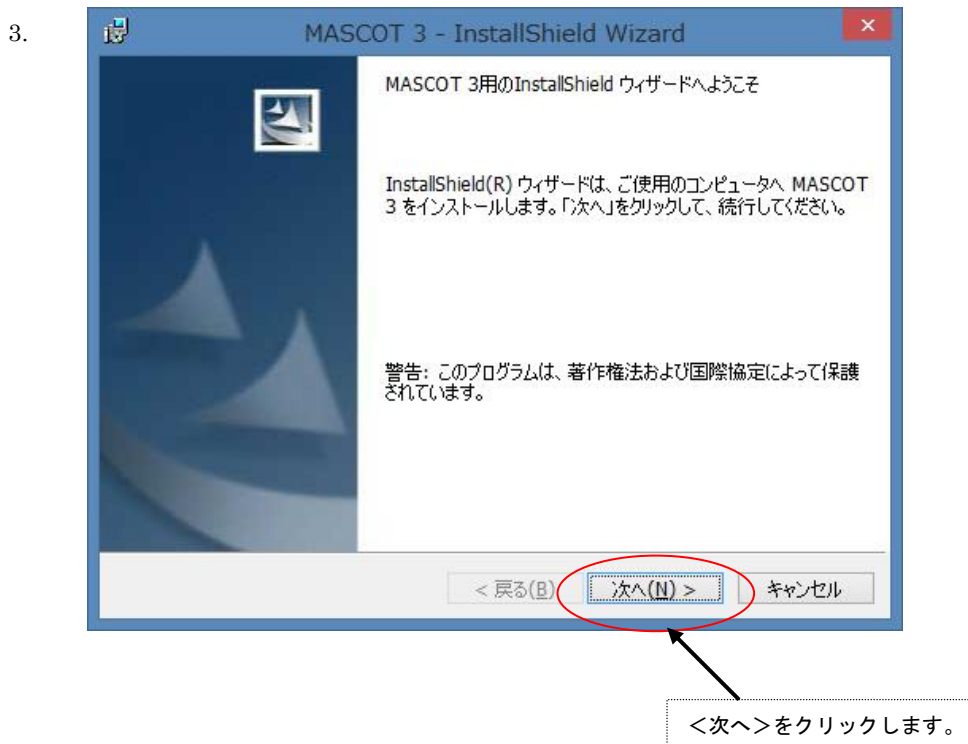 3.
MASCOT 3 - InstallShield Wizard
MASCOT 3用のInstallShield ウィザードへようこそ
InstallShield(R) ウィザードは、ご使用のコンピュータへ MASCOT
3 をインストールします。「次へ」をクリックして、続行してください。
警告: このプログラムは、著作権法および国際協定によって保護
されています。
< 戻る(B)
次へ(N) >
キャンセル
＜次へ＞をクリックします。